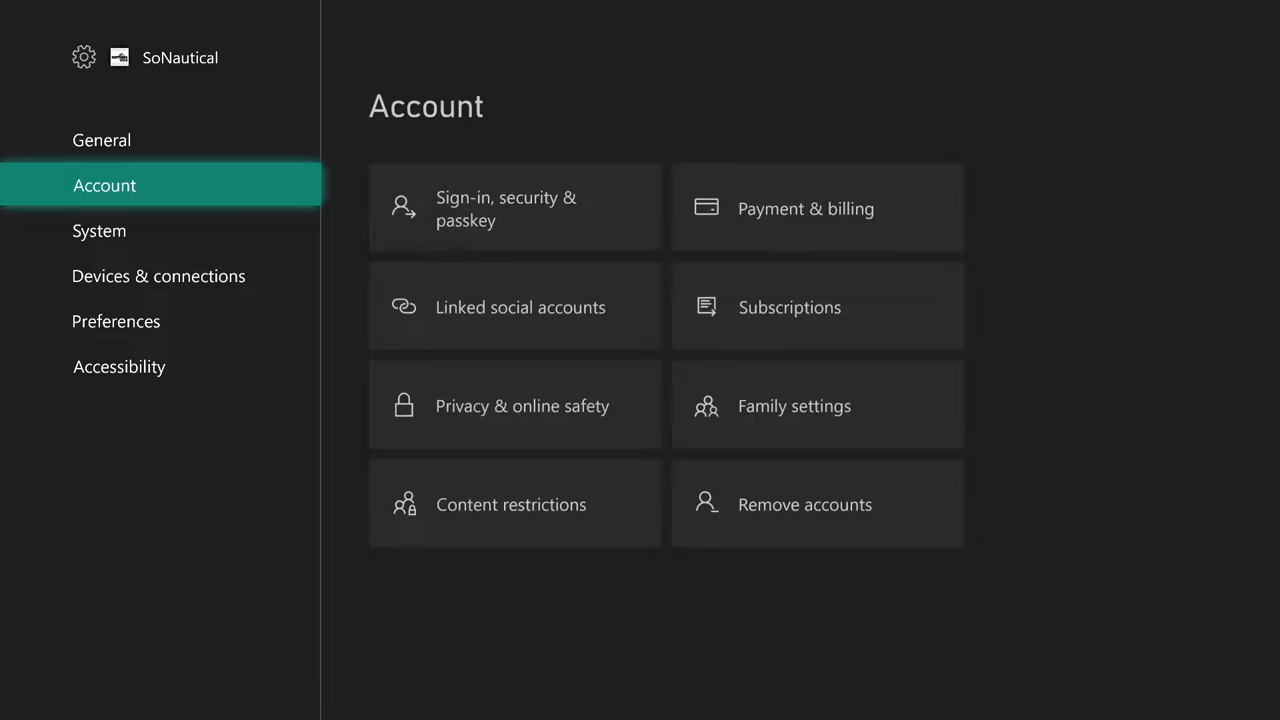 SoNautical
General
Account
System
Devices & connections
Preferences
Accessibility
Account
Sign-in, security &
passkey
Payment & billing
Linked social accounts
Subscriptions
Privacy & online safety
Family settings
Content restrictions
Remove accounts